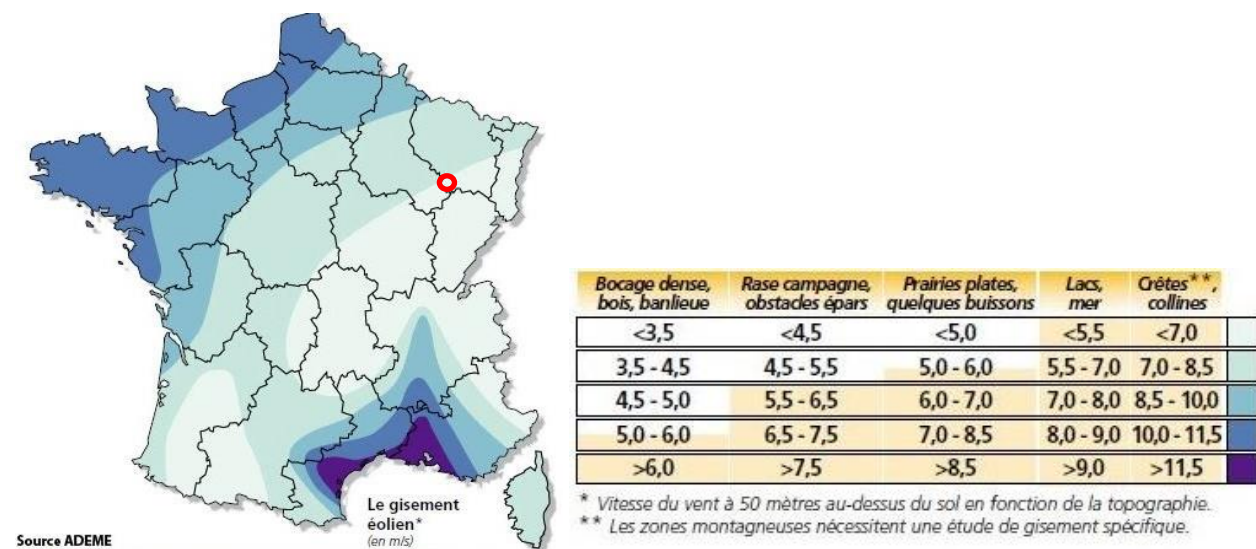 Bocage dense, bois, banlieue Rase campagne, obstacles épars Prairies plates, quelques buissons Lacs, mer Crêtes**, collines
<3,5 <4,5 <5,0 <5,5 <7,0
3,5 - 4,5 4,5 - 5,5 5,0 - 6,0 5,5 - 7,0 7,0 - 8,5
4,5 - 5,0 5,5 - 6,5 6,0 - 7,0 7,0 - 8,0 8,5 - 10,0
5,0 - 6,0 6,5 - 7,5 7,0 - 8,5 8,0 - 9,0 10,0 - 11,5
>6,0 >7,5 >8,5 >9,0 >11,5
* Vitesse du vent à 50 mètres au-dessus du sol en fonction de la topographie.
** Les zones montagneuses nécessitent une étude de gisement spécifique.
Le gisement
éolien*
(en m/s)
Source ADEME